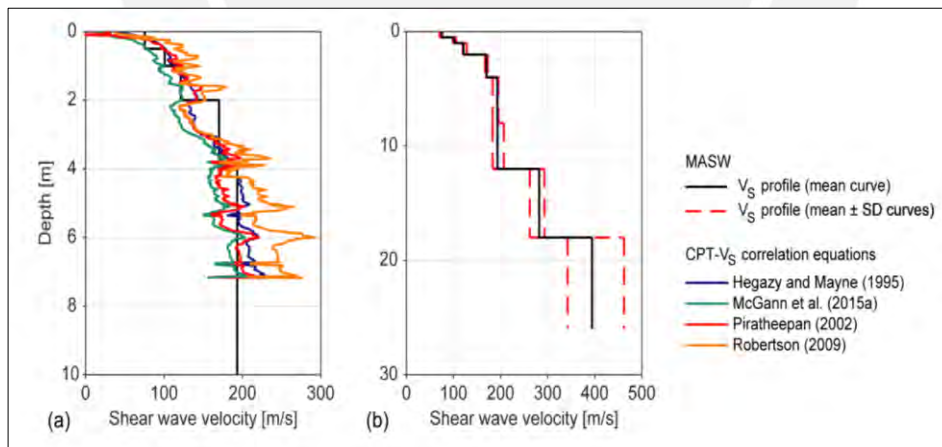 0
2
4
6
8
10
Depth [m]
0 100 200 300
(a) Shear wave velocity [m/s]
0
10
20
30
0 100 200 300 400 500
(b) Shear wave velocity [m/s]
MASW
VS profile (mean curve)
VS profile (mean ± SD curves)
CPT-VS correlation equations
Hegazy and Mayne (1995)
McGann et al. (2015a)
Piratheepan (2002)
Robertson (2009)